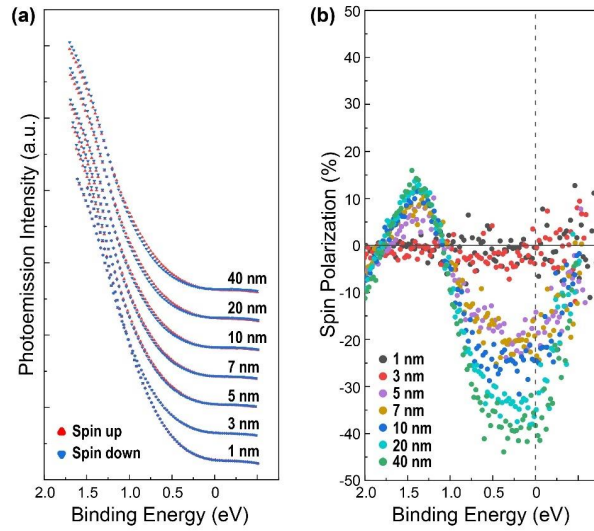 (a)
Photoemission Intensity (a.u.)
40 nm
20 nm
10 nm
7 nm
5 nm
3 nm
1 nm
Spin up
Spin down
2.0 1.5 1.0 0.5 0
Binding Energy (eV)
(b)
Spin Polarization (%)
50
40
30
20
10
0
-10
-20
-30
-40
-50
1 nm
3 nm
5 nm
7 nm
10 nm
20 nm
40 nm
2.0 1.5 1.0 0.5 0
Binding Energy (eV)